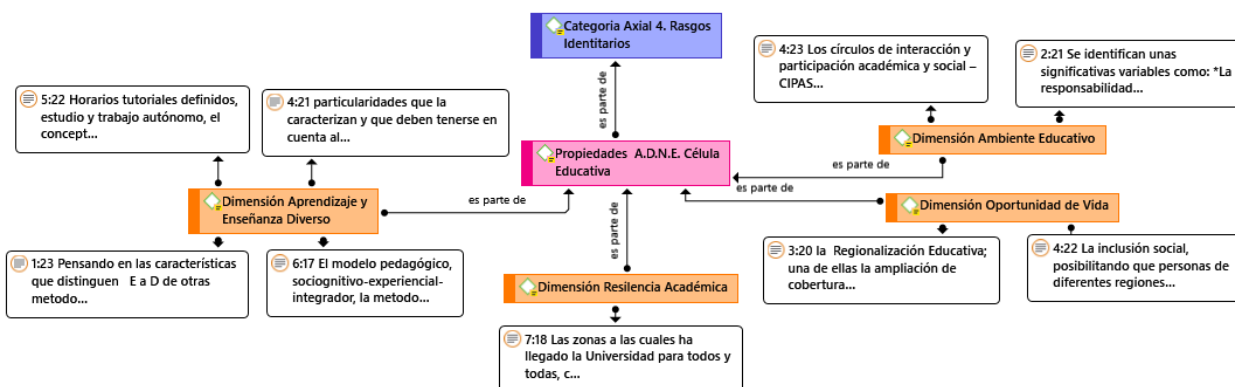 Categoria Axial 4. Rasgos
Identitarios
4:23 Los círculos de interacción y
participación académica y social –
CIPAS...
2:21 Se identifican unas
significativas variables como: *La
responsabilidad...
5:22 Horarios tutoriales definidos,
estudio y trabajo autónomo, el
concept...
4:21 particularidades que la
caracterizan y que deben tenerse en
cuenta al...
es parte de
Dimensión Ambiente Educativo
Propiedades A.D.N.E. Célula
Educativa
es parte de
es parte de
Dimensión Aprendizaje y
Enseñanza Diverso
es parte de
es parte de
Dimensión Oportunidad de Vida
1:23 Pensando en las características
que distinguen E a D de otras
metodo...
6:17 El modelo pedagógico,
sociognitivo-experiencial-
integrador, la metodo...
3:20 la Regionalización Educativa;
una de ellas la ampliación de
cobertura...
4:22 La inclusión social,
posibilitando que personas de
diferentes regiones...
Dimensión Resilencia Académica
7:18 Las zonas a las cuales ha
llegado la Universidad para todos y
todas, c...